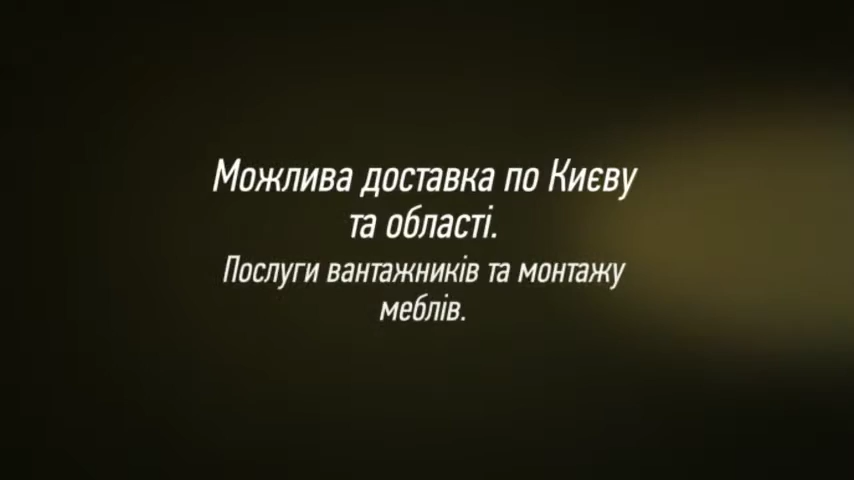 Можлива доставка по Києву
та області.
Послуги вантажників та монтажу
меблів.